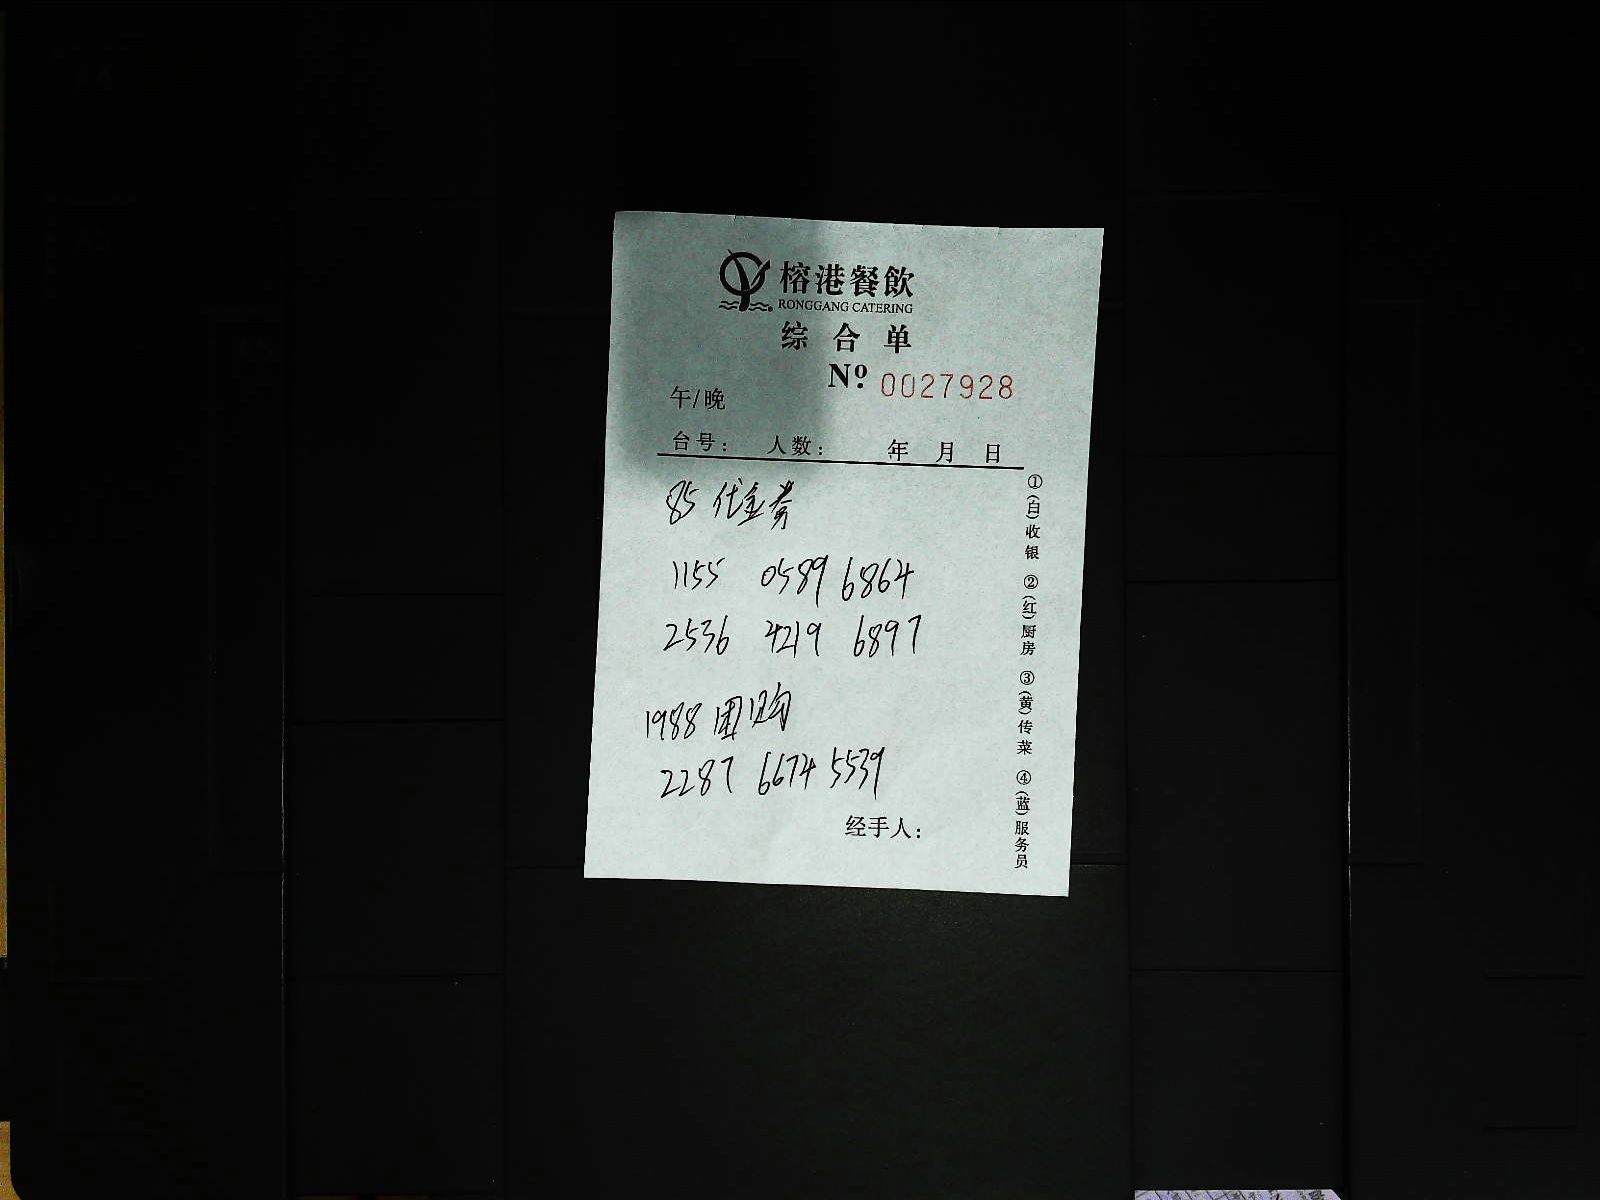 榕港餐飲
RONGGANG CATERING
综合单
Nº 0027928
午/晚
台号: 人数: 年 月 日
85 代金券
1155 0589 6864
2536 4219 6897
1988 团购
2287 6674 5539
经手人:
①(白)收银 ②(红)厨房 ③(黄)传菜 ④(蓝)服务员